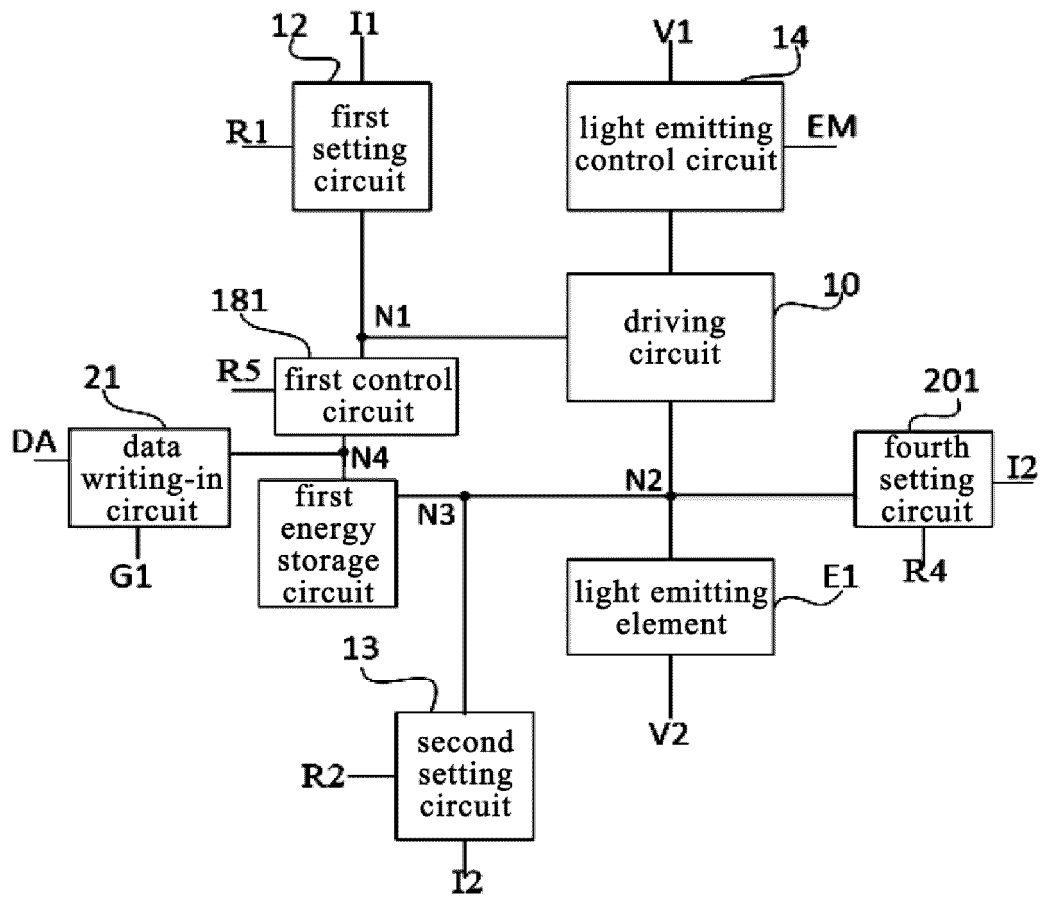 12
I1
V1
14
R1
first
setting
circuit
light emitting
control circuit
EM
181
N1
10
driving
circuit
R5
first control
circuit
21
201
DA
data
writing-in
circuit
N4
N3
N2
fourth
setting
circuit
I2
first
energy
storage
circuit
G1
R4
light emitting
element
E1
13
V2
R2
second
setting
circuit
I2